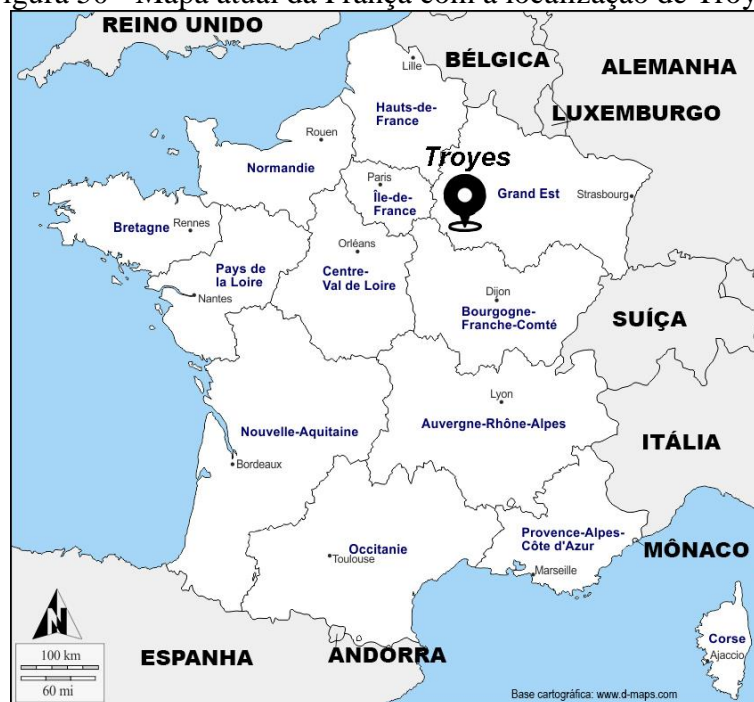 igura 30 - Mapa atual da França com a localização de Troy
REINO UNIDO
BÉLGICA
ALEMANHA
LUXEMBURGO
Lille
Hauts-de-
France
Rouen
Normandie
Troyes
Paris
Île-de-
France
Grand Est
Strasbourg
Bretagne
Rennes
Orléans
Pays de
la Loire
Centre-
Val de Loire
Nantes
Dijon
Bourgogne-
Franche-Comté
SUÍÇA
Lyon
Auvergne-Rhône-Alpes
Nouvelle-Aquitaine
ITÁLIA
Bordeaux
Provence-Alpes-
Côte d'Azur
Occitanie
Toulouse
MÔNACO
Marseille
N
100 km
60 mi
ESPANHA
ANDORRA
Corse
Ajaccio
Base cartográfica: www.d-maps.com